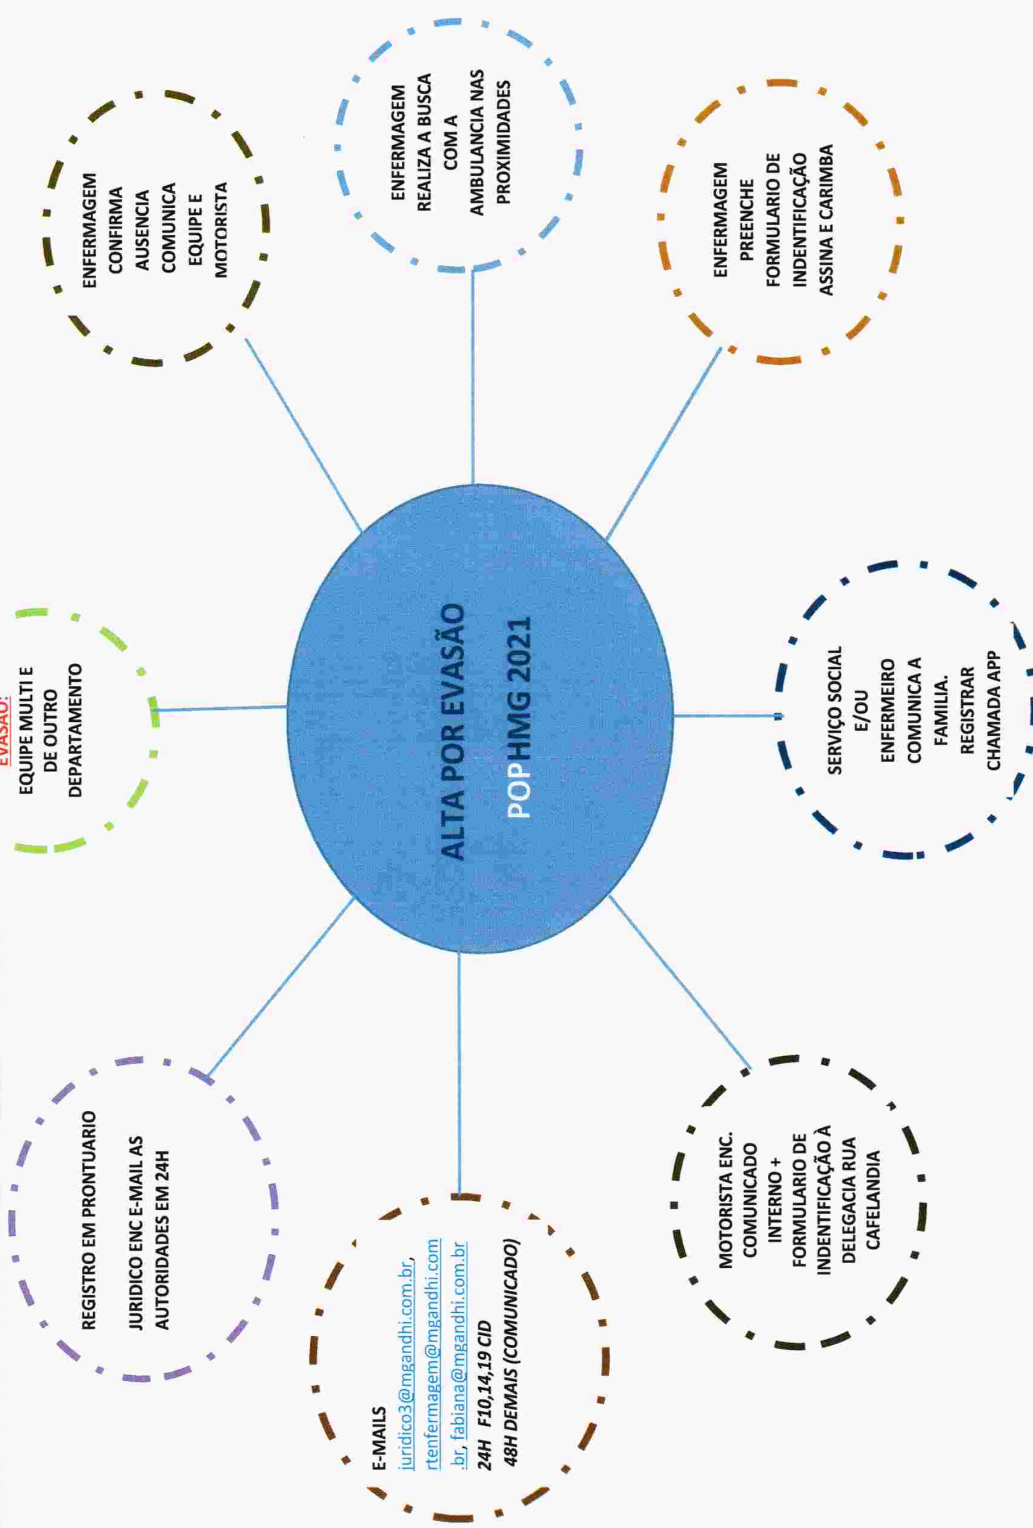 EVASÃO:
EQUIPE MULTI E
DE OUTRO
DEPARTAMENTO
ENFERMAGEM
CONFIRMA
AUSENCIA
COMUNICA
EQUIPE E
MOTORISTA
ENFERMAGEM
REALIZA A BUSCA
COM A
AMBULANCIA NAS
PROXIMIDADES
ENFERMAGEM
PREENCHE
FORMULARIO DE
INDENTIFICAÇÃO
ASSINA E CARIMBA
SERVIÇO SOCIAL
E/OU
ENFERMEIRO
COMUNICA A
FAMILIA.
REGISTRAR
CHAMADA APP
MOTORISTA ENC.
COMUNICADO
INTERNO +
FORMULARIO DE
INDENTIFICAÇÃO À
DELEGACIA RUA
CAFELANDIA
E-MAILS
juridico3@mgandhi.com.br,
rtenfermagem@mgandhi.com
.br, fabiana@mgandhi.com.br
24H F10,14,19 CID
48H DEMAIS (COMUNICADO)
REGISTRO EM PRONTUARIO
JURIDICO ENC E-MAIL AS
AUTORIDADES EM 24H
ALTA POR EVASÃO
POPHMG 2021